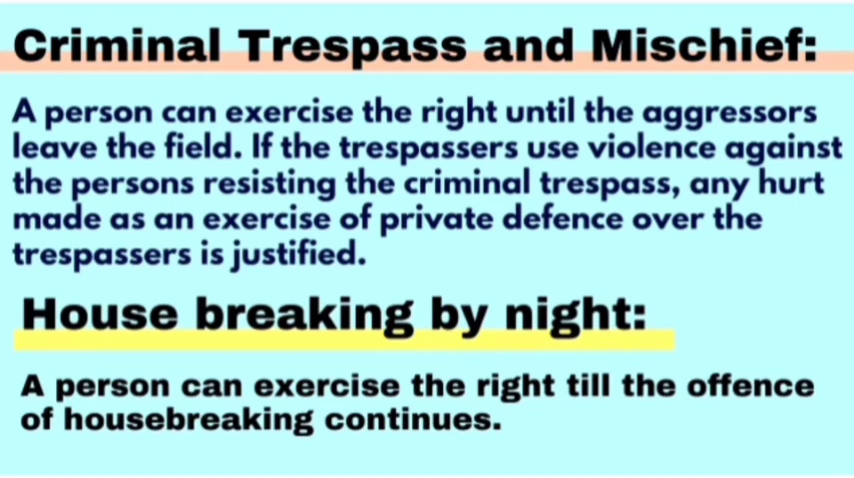 Criminal Trespass and Mischief:
A person can exercise the right until the aggressors
leave the field. If the trespassers use violence against
the persons resisting the criminal trespass, any hurt
made as an exercise of private defence over the
trespassers is justified.
House breaking by night:
A person can exercise the right till the offence
of housebreaking continues.